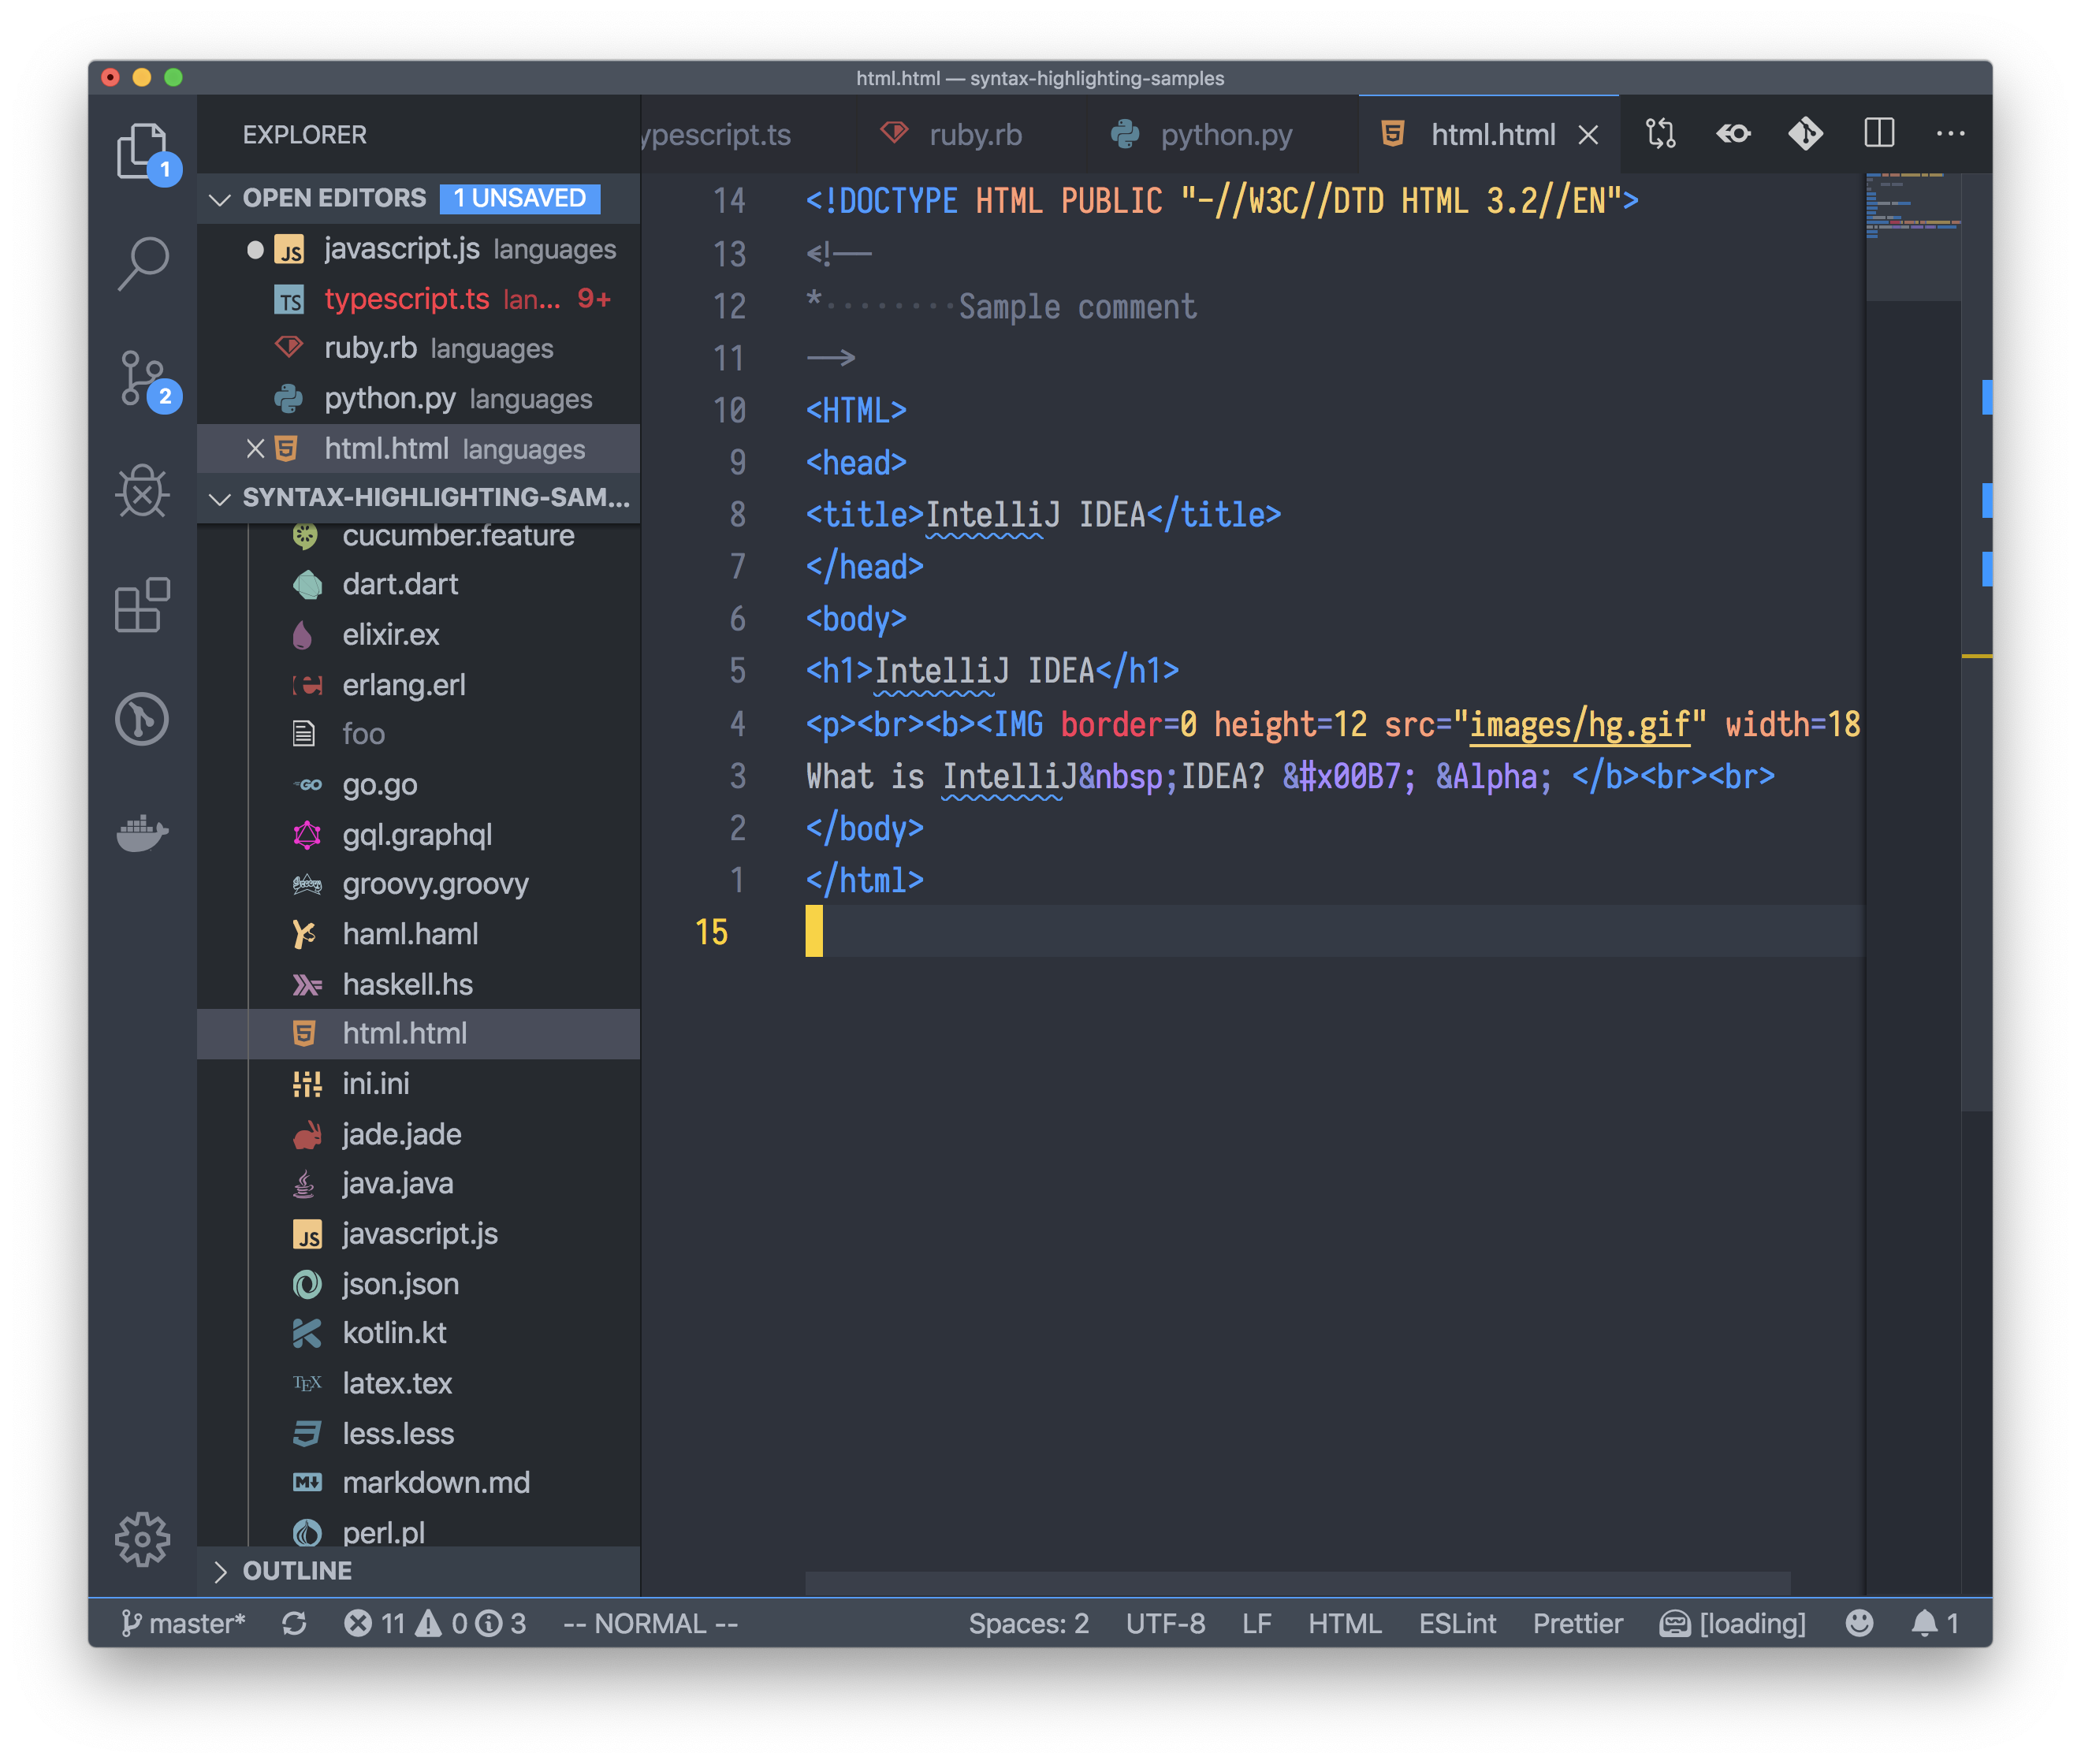 html.html — syntax-highlighting-samples
EXPLORER
ypescript.ts
ruby.rb
python.py
html.html
1
OPEN EDITORS 1 UNSAVED
javascript.js languages
typescript.ts lan... 9+
ruby.rb languages
python.py languages
html.html languages
2
SYNTAX-HIGHLIGHTING-SAM...
cucumber.feature
dart.dart
elixir.ex
erlang.erl
foo
go.go
gql.graphql
groovy.groovy
haml.haml
haskell.hs
html.html
ini.ini
jade.jade
java.java
javascript.js
json.json
kotlin.kt
latex.tex
less.less
markdown.md
perl.pl
OUTLINE
14 <!DOCTYPE HTML PUBLIC "-//W3C//DTD HTML 3.2//EN">
13 <!--
12 *········Sample comment
11 -->
10 <HTML>
9 <head>
8 <title>IntelliJ IDEA</title>
7 </head>
6 <body>
5 <h1>IntelliJ IDEA</h1>
4 <p><br><b><IMG border=0 height=12 src="images/hg.gif" width=18
3 What is IntelliJ&nbsp;IDEA? &#x00B7; &Alpha; </b><br><br>
2 </body>
1 </html>
15
master* 11 0 3 -- NORMAL -- Spaces: 2 UTF-8 LF HTML ESLint Prettier [loading] 1